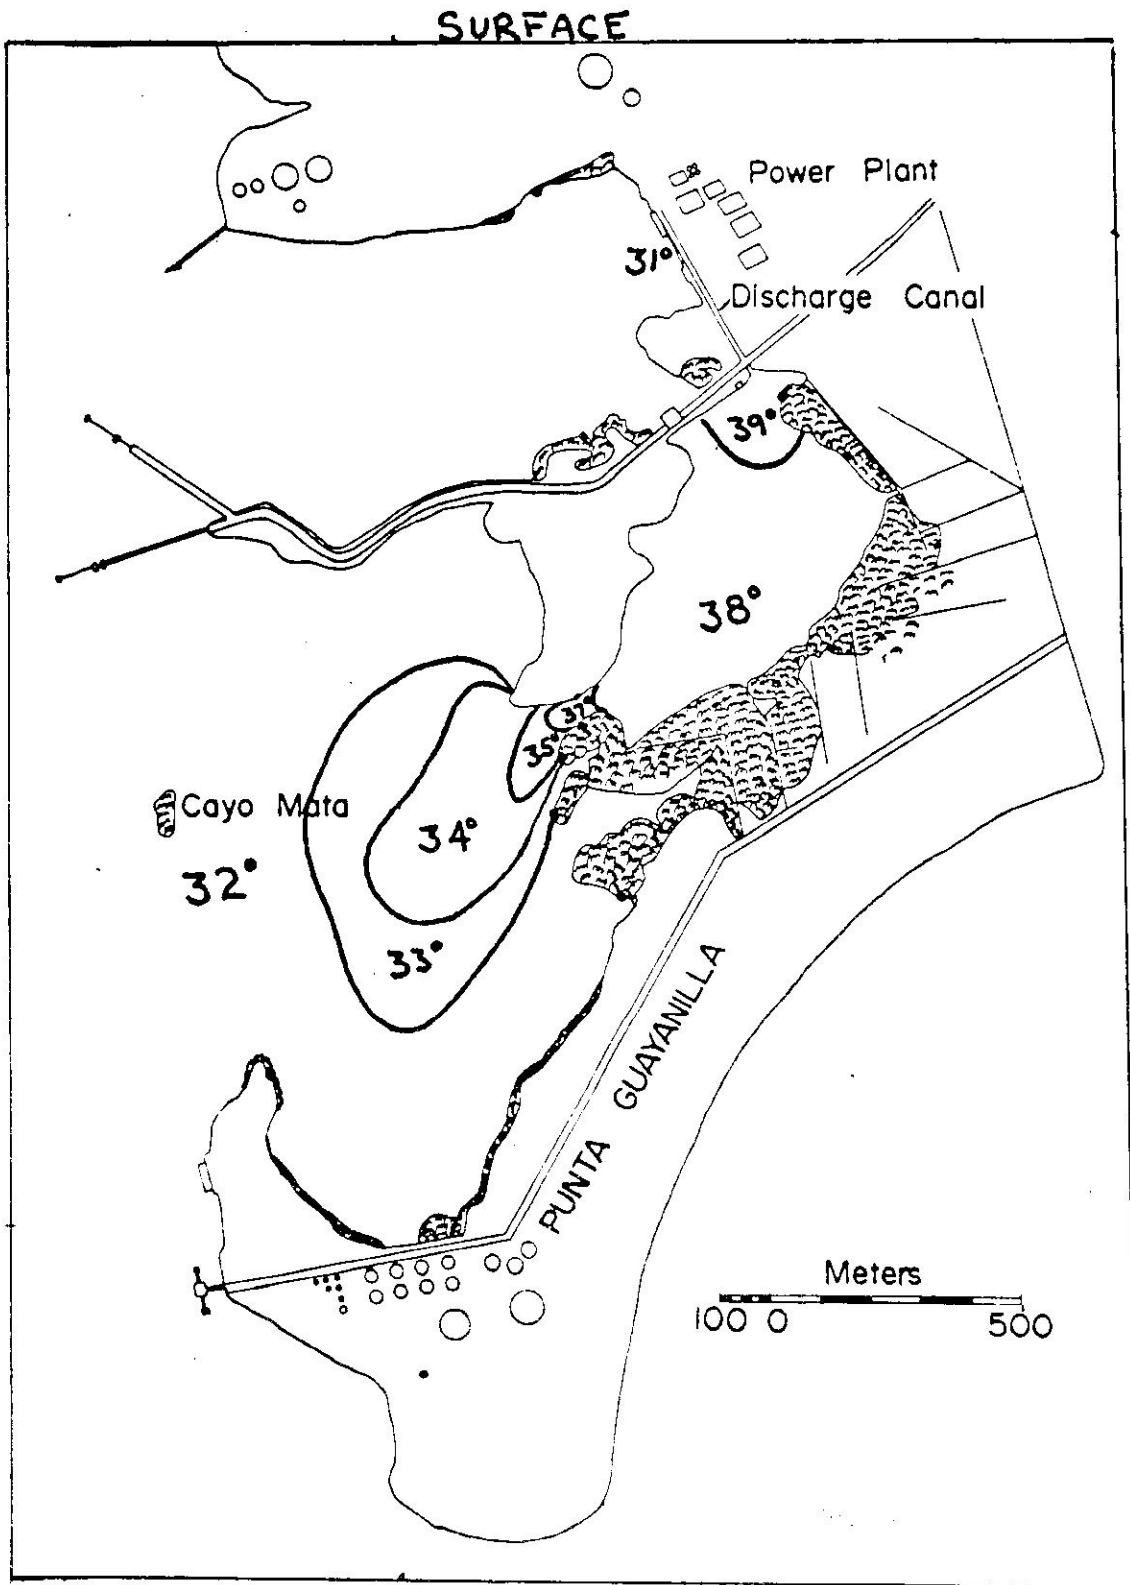 SURFACE
Power Plant
31°
Discharge Canal
39°
38°
37°
35°
Cayo Mata
34°
32°
33°
PUNTA GUAYANILLA
Meters
100 0 500